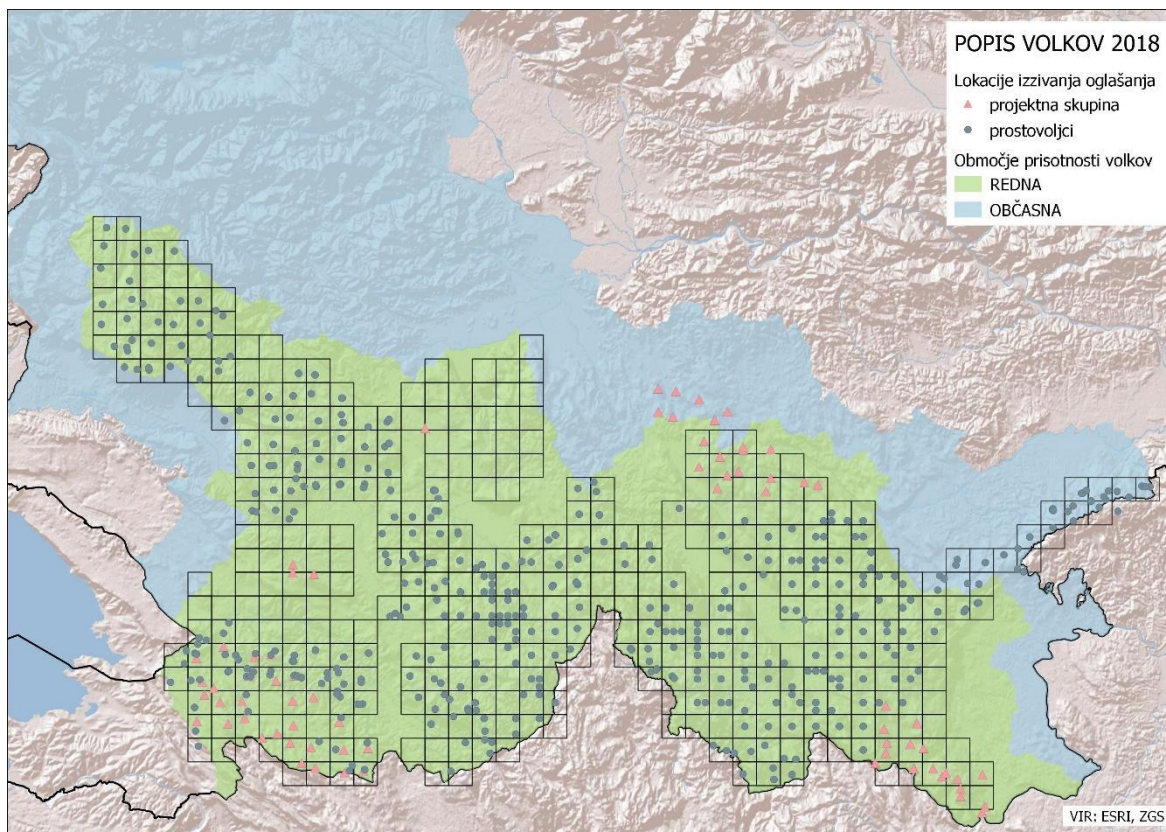 POPIS VOLKOV 2018
Lokacije izzivanja oglašanja
projektna skupina
prostovoljci
Območje prisotnosti volkov
REDNA
OBČASNA
VIR: ESRI, ZGS